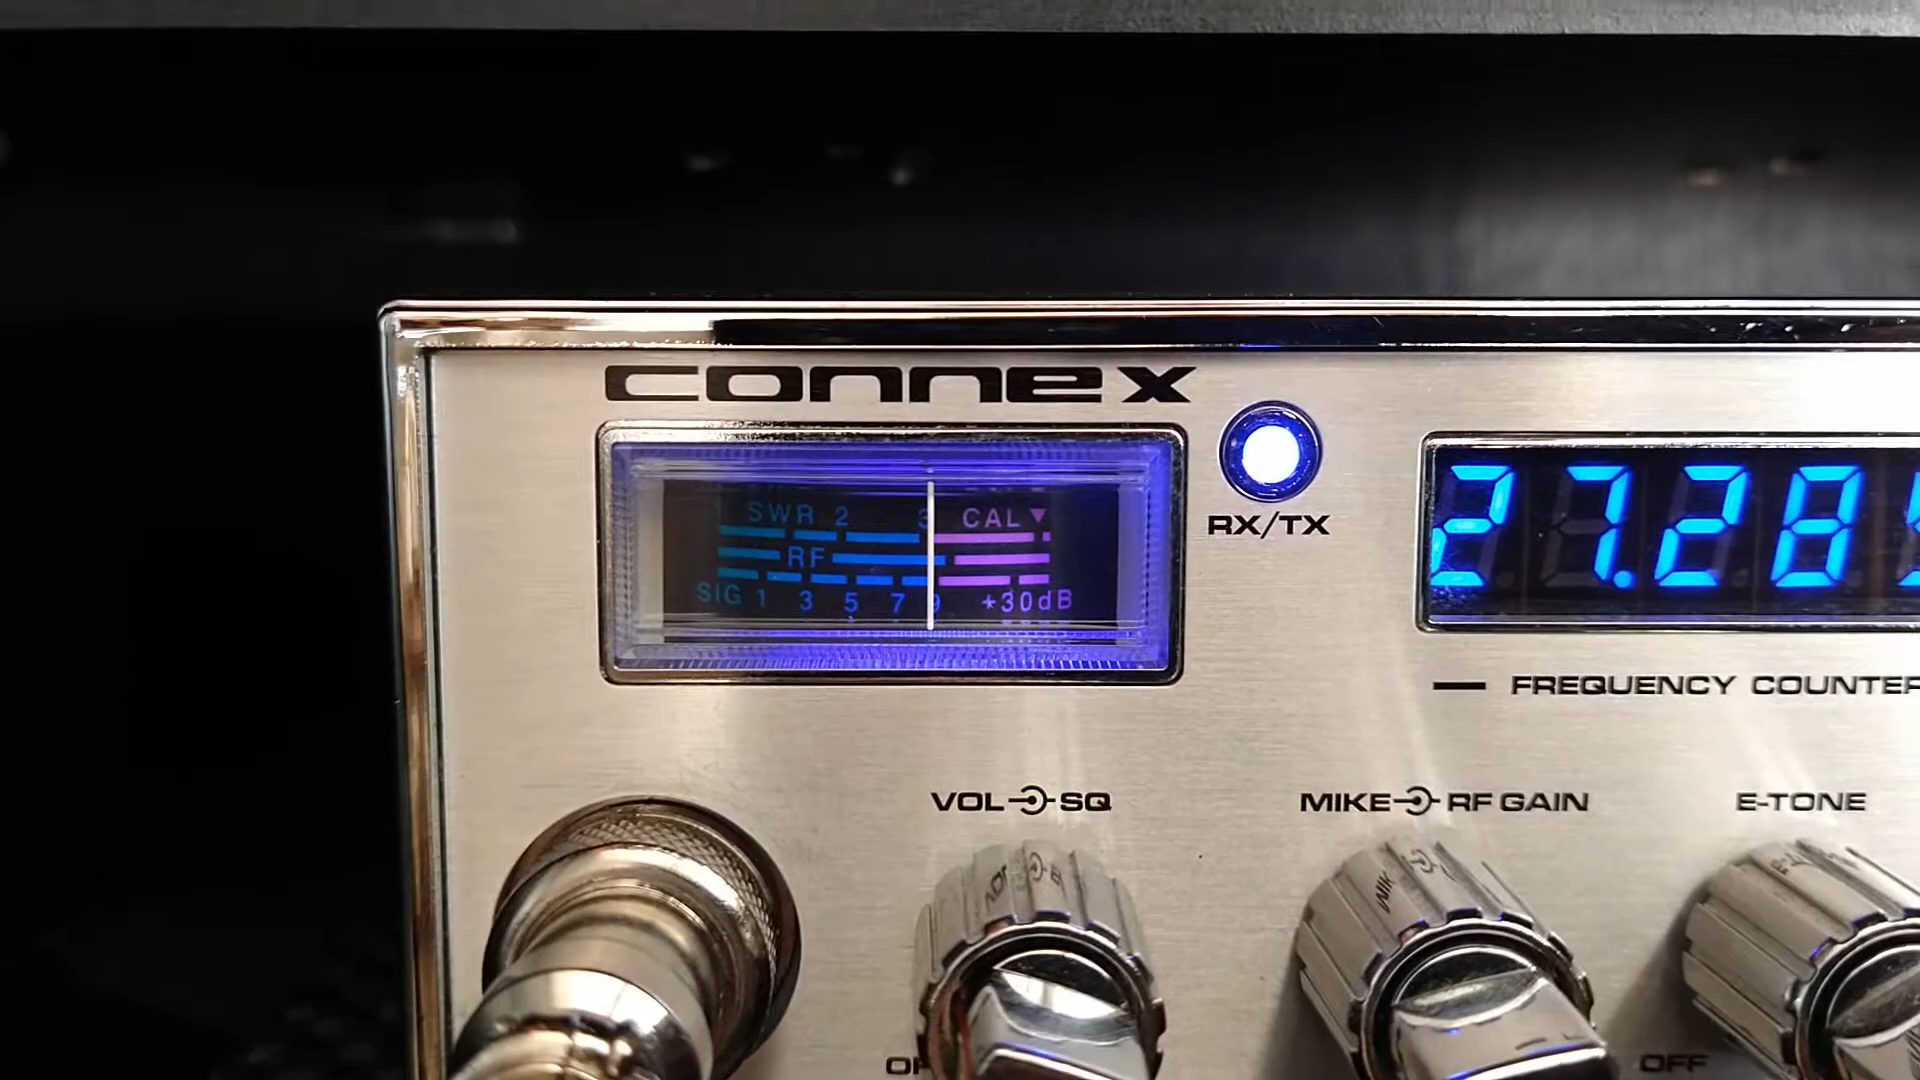 connex
SWR 2 3 CAL
RF
SIG 1 3 5 7 9 +30dB
RX/TX
27.28
FREQUENCY COUNTER
VOL SQ
MIKE RF GAIN
E-TONE
OFF